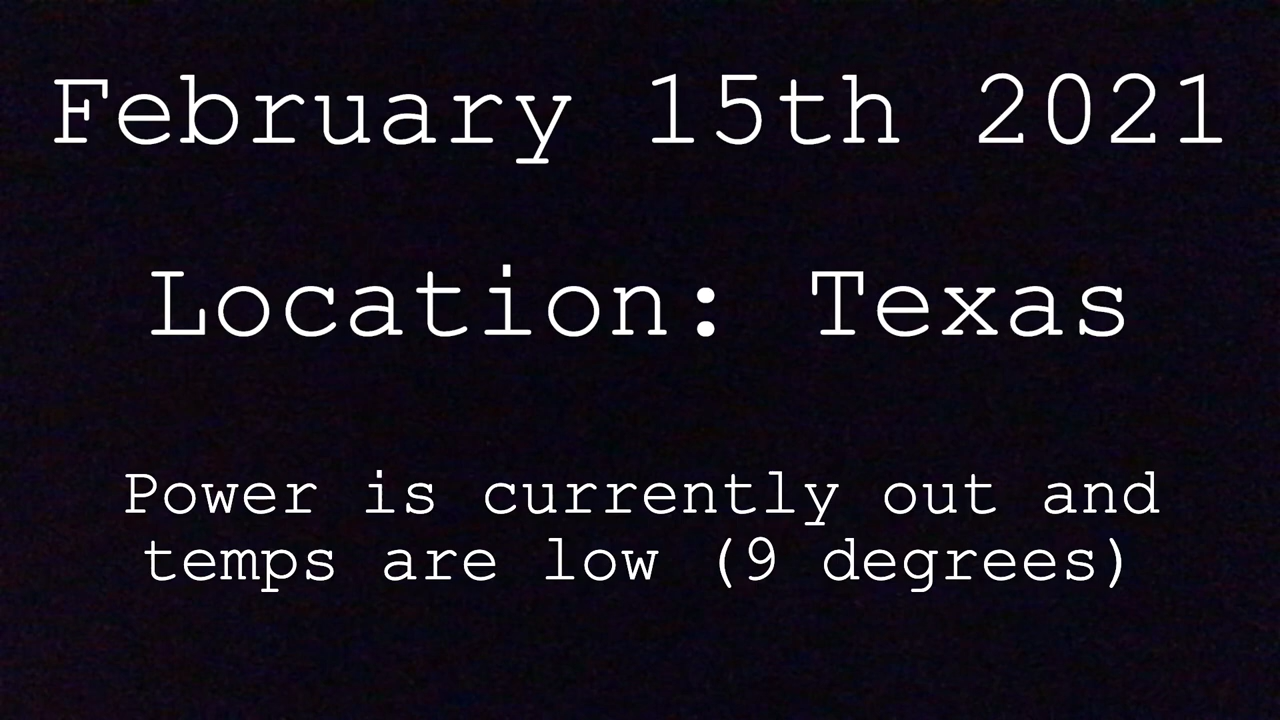 February 15th 2021
Location: Texas
Power is currently out and
temps are low (9 degrees)